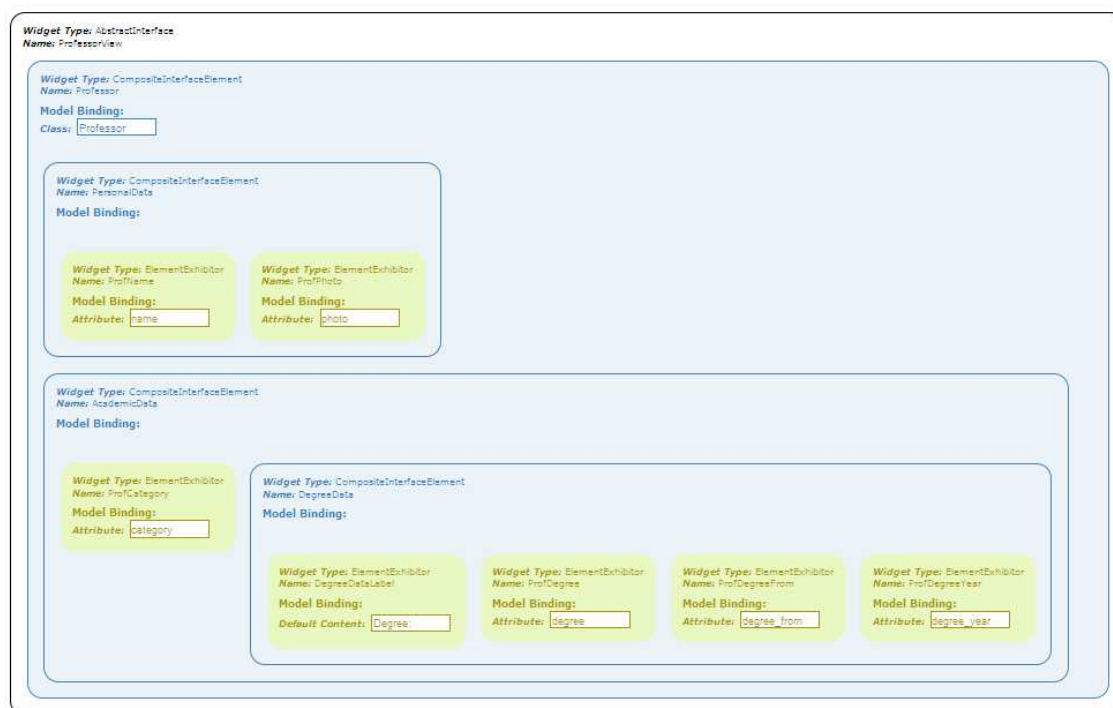 Widget Type: AbstractInterface
Name: ProfessorView
Widget Type: CompositeInterfaceElement
Name: Professor
Model Binding:
Class: Professor
Widget Type: CompositeInterfaceElement
Name: PersonalData
Model Binding:
Widget Type: ElementExhibitor
Name: ProfName
Model Binding:
Attribute: name
Widget Type: ElementExhibitor
Name: ProfPhoto
Model Binding:
Attribute: photo
Widget Type: CompositeInterfaceElement
Name: AcademicData
Model Binding:
Widget Type: ElementExhibitor
Name: ProfCategory
Model Binding:
Attribute: category
Widget Type: CompositeInterfaceElement
Name: DegreeData
Model Binding:
Widget Type: ElementExhibitor
Name: DegreeDataLabel
Model Binding:
Default Content: Degree:
Widget Type: ElementExhibitor
Name: ProfDegree
Model Binding:
Attribute: degree
Widget Type: ElementExhibitor
Name: ProfDegreeFrom
Model Binding:
Attribute: degree_from
Widget Type: ElementExhibitor
Name: ProfDegreeYear
Model Binding:
Attribute: degree_year